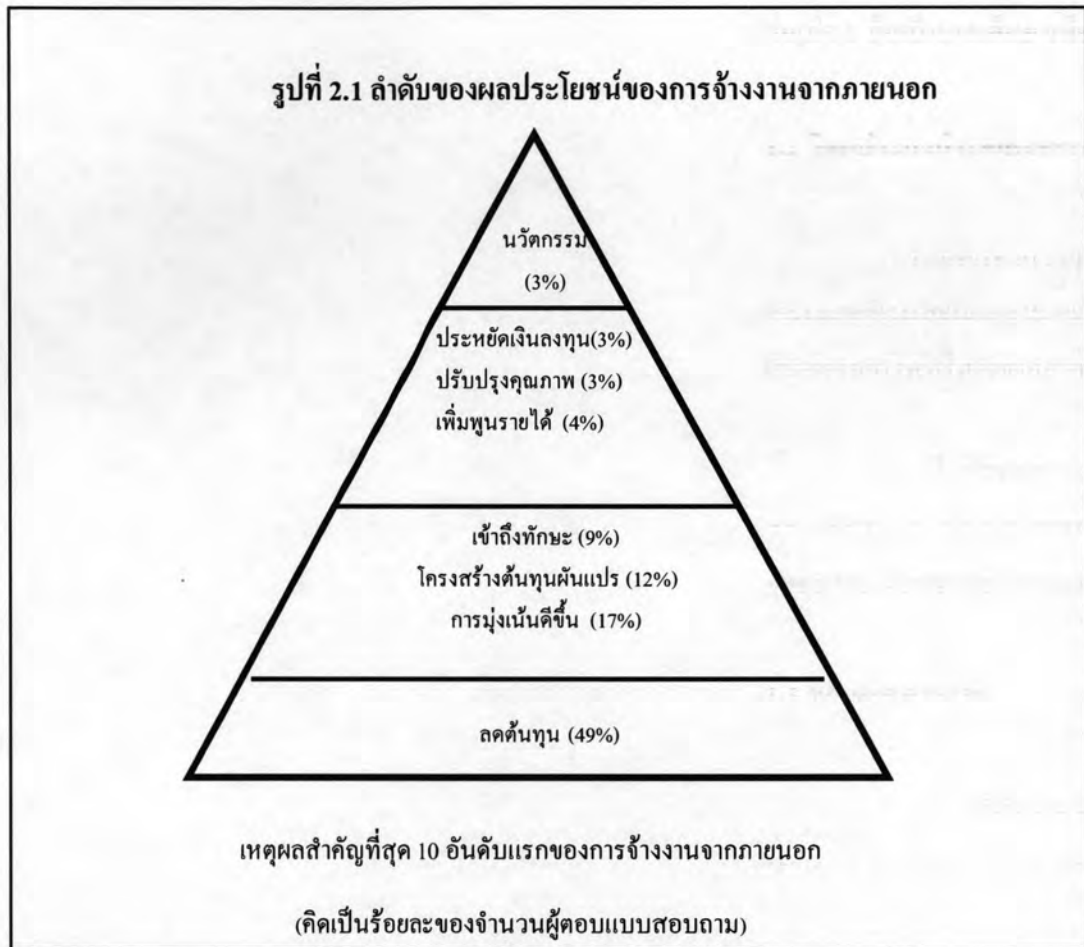 รูปที่ 2.1 ลำดับของผลประโยชน์ของการจ้างงานจากภายนอก
นวัตกรรม
(3%)
ประหยัดเงินลงทุน(3%)
ปรับปรุงคุณภาพ (3%)
เพิ่มพูนรายได้ (4%)
เข้าถึงทักษะ (9%)
โครงสร้างต้นทุนผันแปร (12%)
การมุ่งเน้นดีขึ้น (17%)
ลดต้นทุน (49%)
เหตุผลสำคัญที่สุด 10 อันดับแรกของการจ้างงานจากภายนอก
(คิดเป็นร้อยละของจำนวนผู้ตอบแบบสอบถาม)